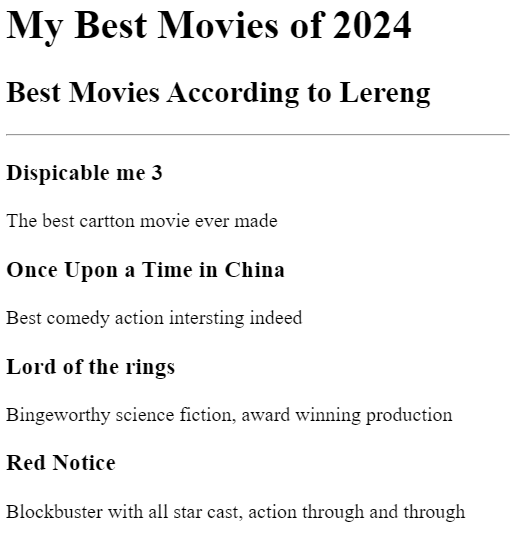 My Best Movies of 2024
Best Movies According to Lereng
Dispicable me 3
The best cartton movie ever made
Once Upon a Time in China
Best comedy action intersting indeed
Lord of the rings
Bingeworthy science fiction, award winning production
Red Notice
Blockbuster with all star cast, action through and through